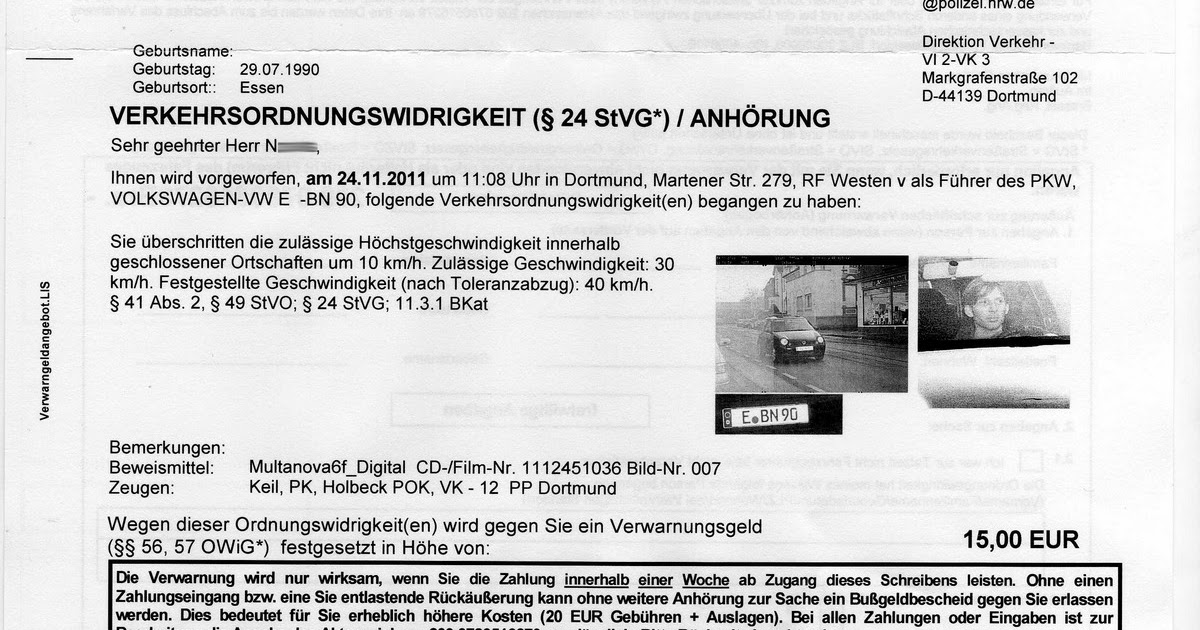 @polizei.nrw.de
Geburtsname:
Geburtstag: 29.07.1990
Geburtsort:: Essen
Direktion Verkehr -
VI 2-VK 3
Markgrafenstraße 102
D-44139 Dortmund
VERKEHRSORDNUNGSWIDRIGKEIT (§ 24 StVG*) / ANHÖRUNG
Sehr geehrter Herr N
Ihnen wird vorgeworfen, am 24.11.2011 um 11:08 Uhr in Dortmund, Martener Str. 279, RF Westen v als Führer des PKW,
VOLKSWAGEN-VW E -BN 90, folgende Verkehrsordnungswidrigkeit(en) begangen zu haben:
Sie überschritten die zulässige Höchstgeschwindigkeit innerhalb
geschlossener Ortschaften um 10 km/h. Zulässige Geschwindigkeit: 30
km/h. Festgestellte Geschwindigkeit (nach Toleranzabzug): 40 km/h.
§ 41 Abs. 2, § 49 StVO; § 24 StVG; 11.3.1 BKat
E BN 90
Verwarngeldangebot.LIS
Bemerkungen:
Beweismittel: Multanova6f_Digital CD-/Film-Nr. 1112451036 Bild-Nr. 007
Zeugen: Keil, PK, Holbeck POK, VK - 12 PP Dortmund
Wegen dieser Ordnungswidrigkeit(en) wird gegen Sie ein Verwarnungsgeld
(§§ 56, 57 OWiG*) festgesetzt in Höhe von: 15,00 EUR
Die Verwarnung wird nur wirksam, wenn Sie die Zahlung innerhalb einer Woche ab Zugang dieses Schreibens leisten. Ohne einen
Zahlungseingang bzw. eine Sie entlastende Rückäußerung kann ohne weitere Anhörung zur Sache ein Bußgeldbescheid gegen Sie erlassen
werden. Dies bedeutet für Sie erheblich höhere Kosten (20 EUR Gebühren + Auslagen). Bei allen Zahlungen oder Eingaben ist zur